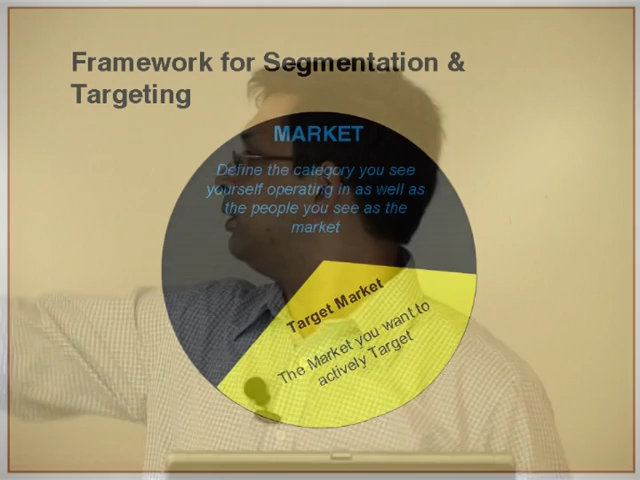 Framework for Segmentation &
Targeting
MARKET
Define the category you see
yourself operating in as well as
the people you see as the
market
Target Market
The Market you want to
actively Target